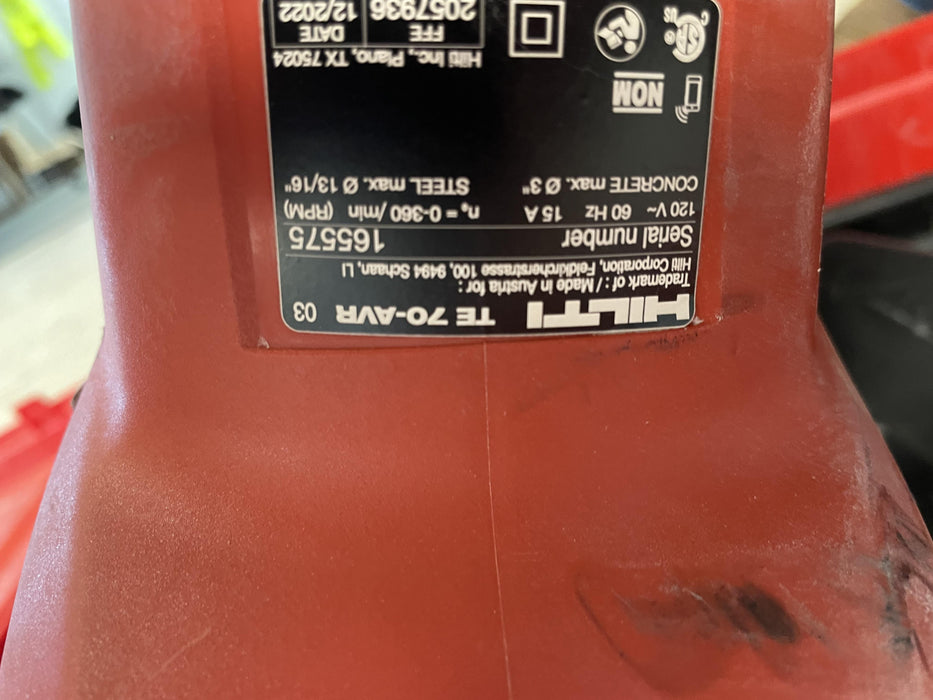 HILTI TE 70-AVR 03
Trademark of : / Made in Austria for :
Hilti Corporation, Feldkircherstrasse 100, 9494 Schaan, LI
Serial number 165575
120 V~ 60 Hz 15 A n₀ = 0-360 /min (RPM)
CONCRETE max. Ø 3" STEEL max. Ø 13/16"
NOM
Hilti Inc., Plano, TX 75024
C US
FFE DATE
2057936 12/2022